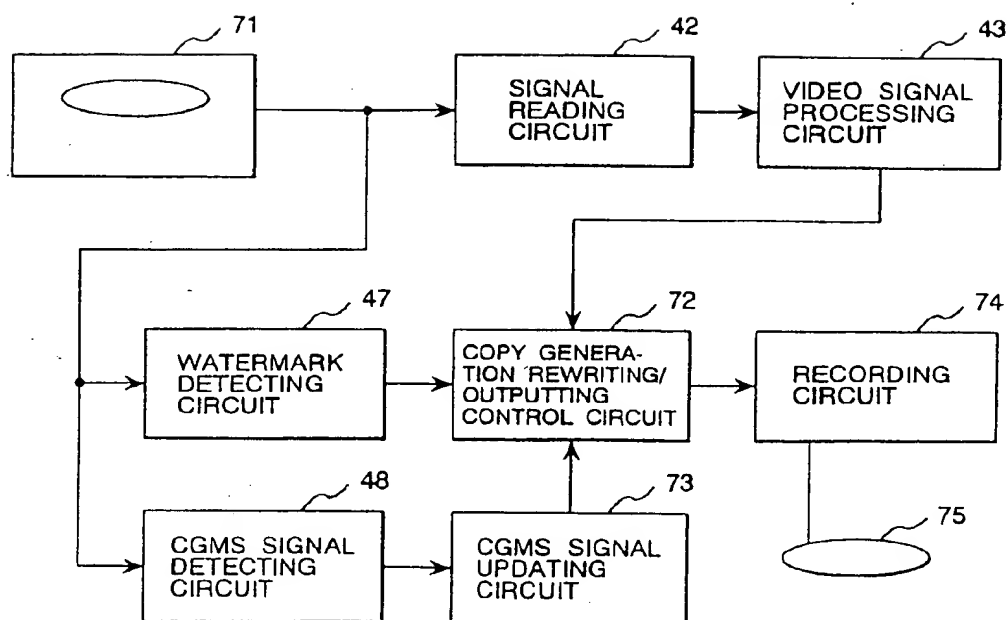 71
42
43
SIGNAL
READING
CIRCUIT
VIDEO SIGNAL
PROCESSING
CIRCUIT
47
72
74
WATERMARK
DETECTING
CIRCUIT
COPY GENERA-
TION REWRITING/
OUTPUTTING
CONTROL CIRCUIT
RECORDING
CIRCUIT
48
73
75
CGMS SIGNAL
DETECTING
CIRCUIT
CGMS SIGNAL
UPDATING
CIRCUIT